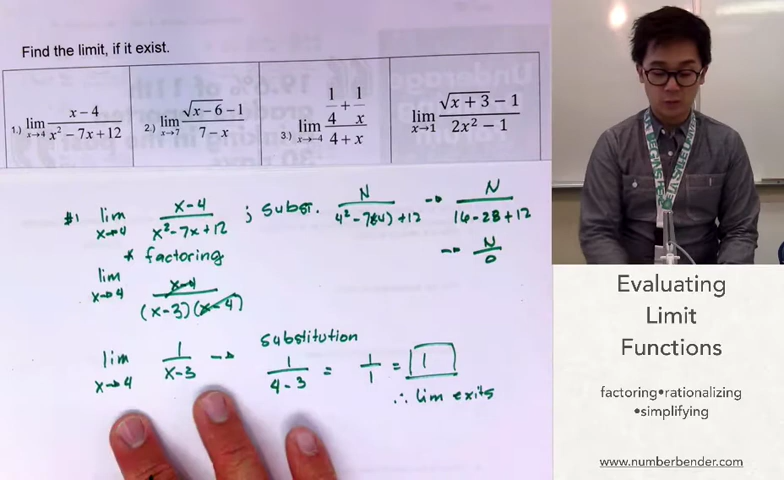 Find the limit, if it exist.
1.) lim x→4 (x − 4)/(x² − 7x + 12)
2.) lim x→7 (√(x − 6) − 1)/(7 − x)
3.) lim x→−4 (1/4 + 1/x)/(4 + x)
lim x→1 (√(x + 3) − 1)/(2x² − 1)
#1 lim x→4 (x−4)/(x²−7x+12) ; subst. N/(4²−7(4)+12) → N/(16−28+12)
→ N/0
* factoring
lim x→4 (x−4)/((x−3)(x−4))
substitution
lim x→4 1/(x−3) → 1/(4−3) = 1/1 = 1
∴ lim exits
Evaluating
Limit
Functions
factoring•rationalizing
•simplifying
www.numberbender.com